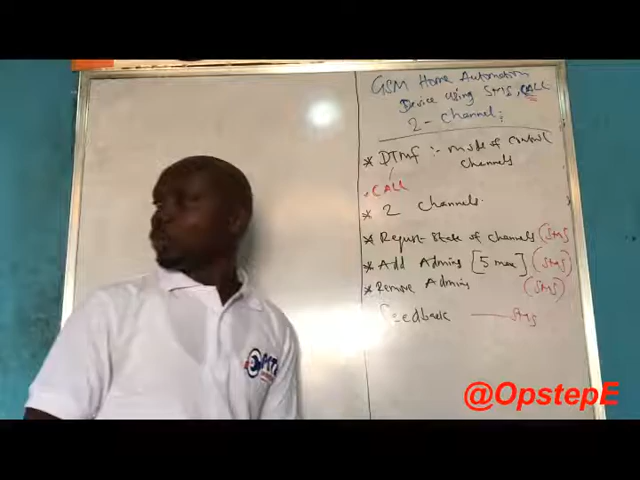 GSM Home Automation
Device using SMS, CALL
2 - Channel:
* DTMF :- mode of control
channels
. CALL
* 2 channels.
* Request state of channels (SMS)
* Add Admins [5 max] (SMS)
* Remove Admins (SMS)
Feedback — SMS
@OpstepE